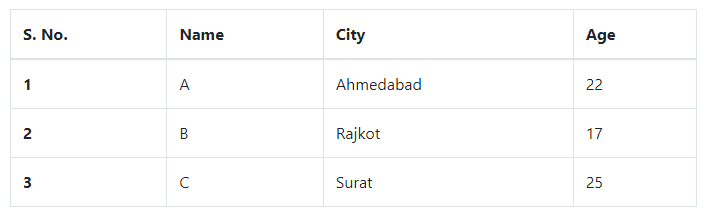 S. No. Name City Age
1 A Ahmedabad 22
2 B Rajkot 17
3 C Surat 25